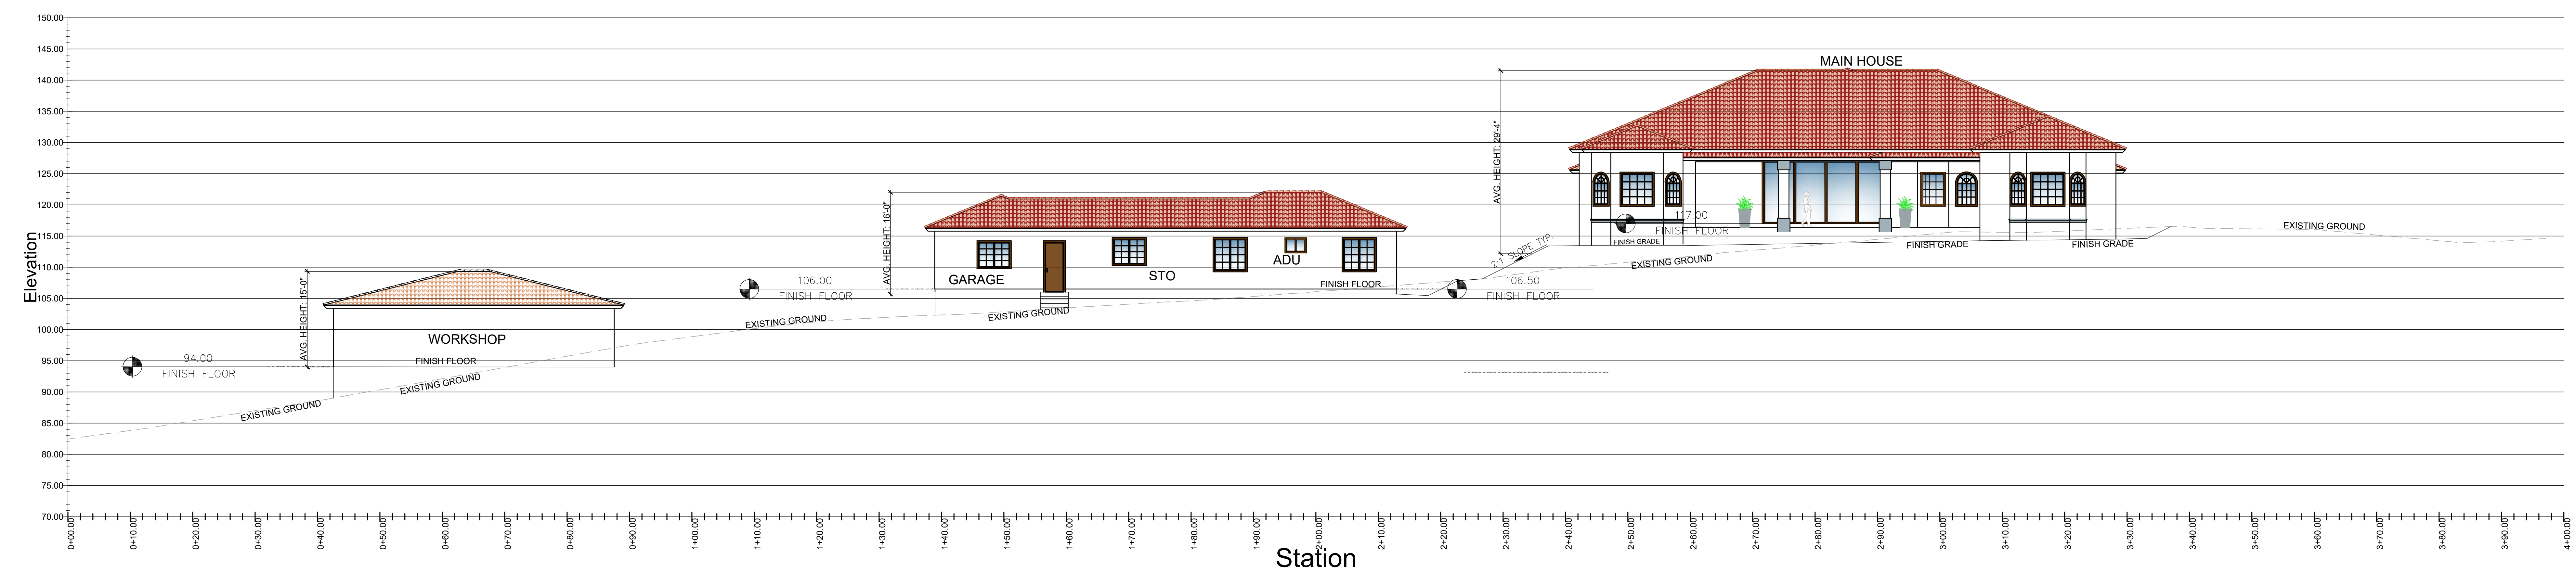 150.00
145.00
140.00
135.00
130.00
125.00
120.00
115.00
110.00
105.00
100.00
95.00
90.00
85.00
80.00
75.00
70.00
Elevation
MAIN HOUSE
AVG. HEIGHT: 29'-4"
117.00
FINISH FLOOR
FINISH GRADE
FINISH GRADE
FINISH GRADE
EXISTING GROUND
EXISTING GROUND
2:1 SLOPE TYP.
AVG. HEIGHT: 16'-0"
GARAGE
STO
ADU
FINISH FLOOR
106.00
FINISH FLOOR
106.50
FINISH FLOOR
EXISTING GROUND
EXISTING GROUND
AVG. HEIGHT: 15'-0"
WORKSHOP
FINISH FLOOR
94.00
FINISH FLOOR
EXISTING GROUND
EXISTING GROUND
0+00.00
0+10.00
0+20.00
0+30.00
0+40.00
0+50.00
0+60.00
0+70.00
0+80.00
0+90.00
1+00.00
1+10.00
1+20.00
1+30.00
1+40.00
1+50.00
1+60.00
1+70.00
1+80.00
1+90.00
2+00.00
2+10.00
2+20.00
2+30.00
2+40.00
2+50.00
2+60.00
2+70.00
2+80.00
2+90.00
3+00.00
3+10.00
3+20.00
3+30.00
3+40.00
3+50.00
3+60.00
3+70.00
3+80.00
3+90.00
4+00.00
Station